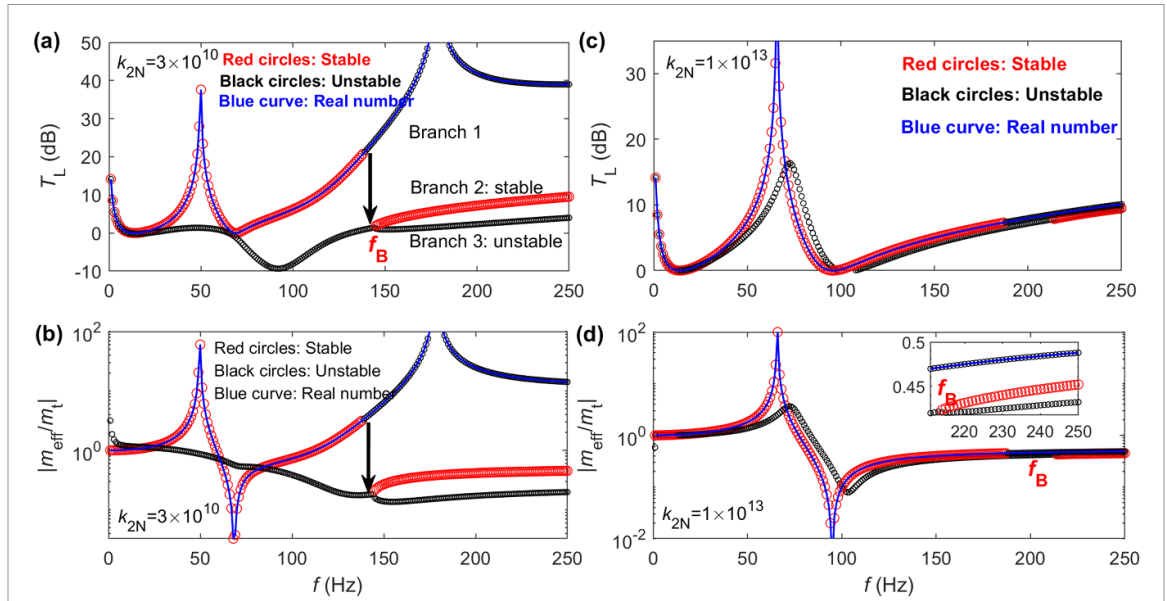 (a)
k2N=3×10^10
Red circles: Stable
Black circles: Unstable
Blue curve: Real number
Branch 1
Branch 2: stable
Branch 3: unstable
fB
TL (dB)
50
40
30
20
10
0
-10
0 50 100 150 200 250
(c)
k2N=1×10^13
Red circles: Stable
Black circles: Unstable
Blue curve: Real number
TL (dB)
30
20
10
0
0 50 100 150 200 250
(b)
Red circles: Stable
Black circles: Unstable
Blue curve: Real number
k2N=3×10^10
fB
|meff/mt|
10^2
10^0
0 50 100 150 200 250
f (Hz)
(d)
k2N=1×10^13
0.5
0.45
fB
220 230 240 250
fB
|meff/mt|
10^2
10^1
10^0
10^-1
10^-2
0 50 100 150 200 250
f (Hz)